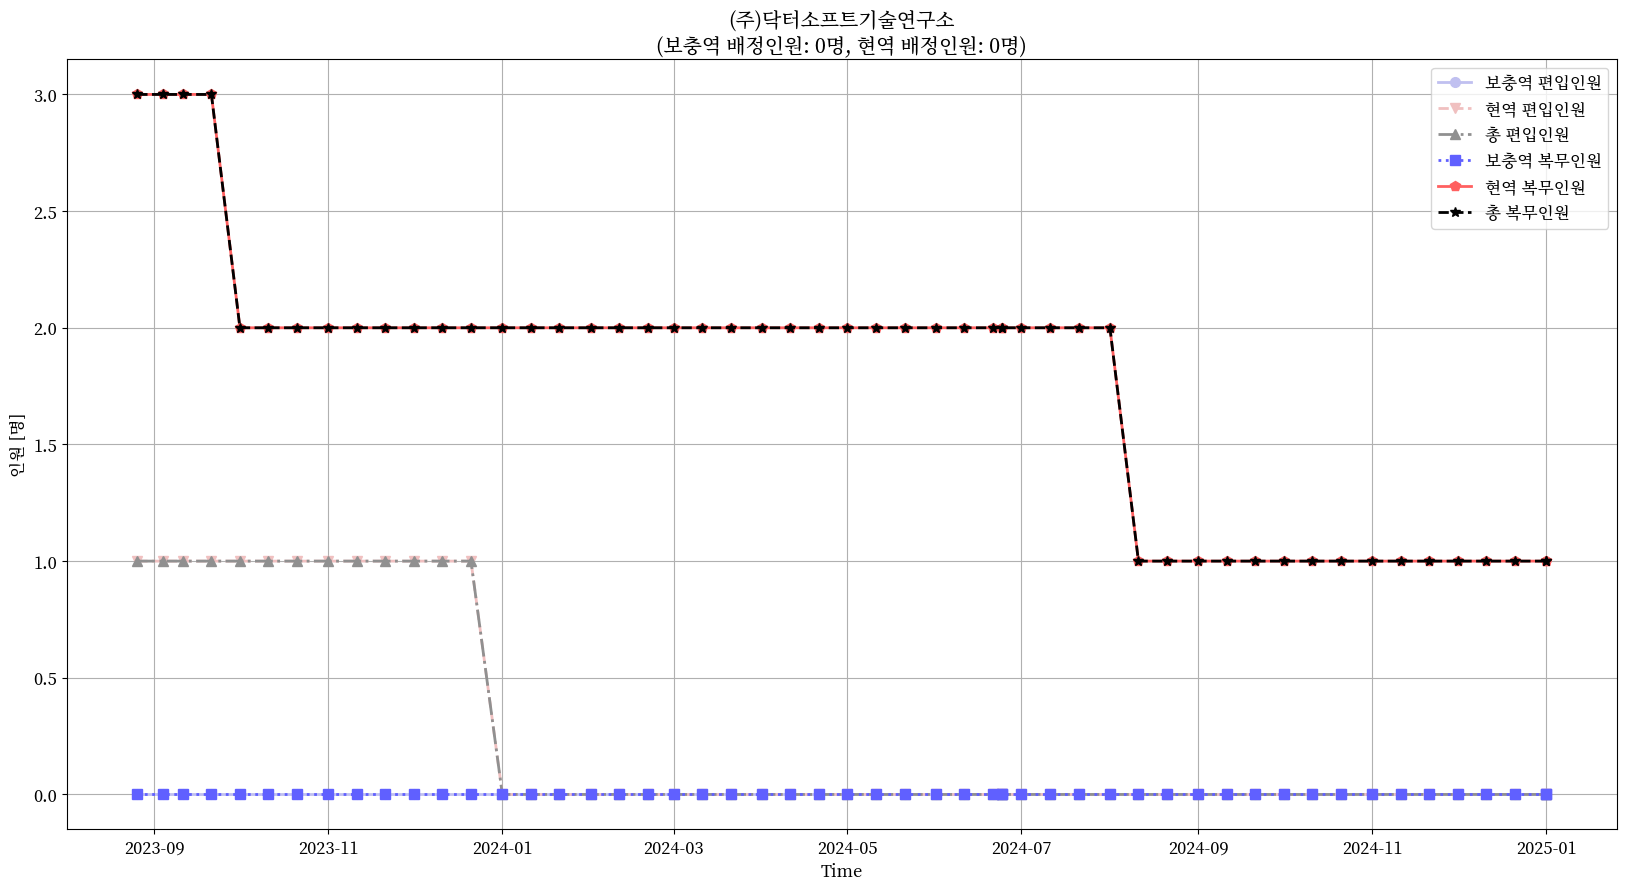 (주)닥터소프트기술연구소
(보충역 배정인원: 0명, 현역 배정인원: 0명)
보충역 편입인원
현역 편입인원
총 편입인원
보충역 복무인원
현역 복무인원
총 복무인원
인원 [명]
3.0
2.5
2.0
1.5
1.0
0.5
0.0
2023-09
2023-11
2024-01
2024-03
2024-05
2024-07
2024-09
2024-11
2025-01
Time